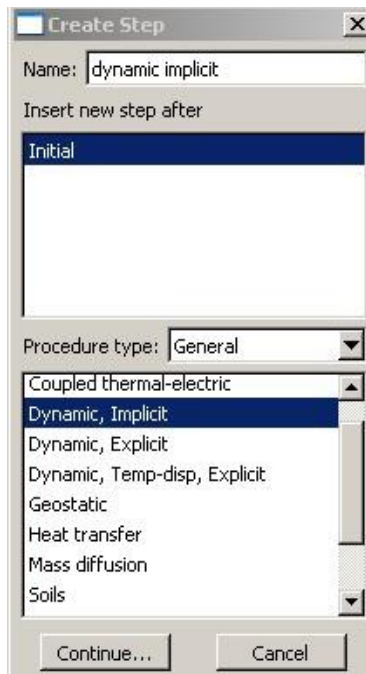 Create Step
Name: dynamic implicit
Insert new step after
Initial
Procedure type: General
Coupled thermal-electric
Dynamic, Implicit
Dynamic, Explicit
Dynamic, Temp-disp, Explicit
Geostatic
Heat transfer
Mass diffusion
Soils
Continue... Cancel